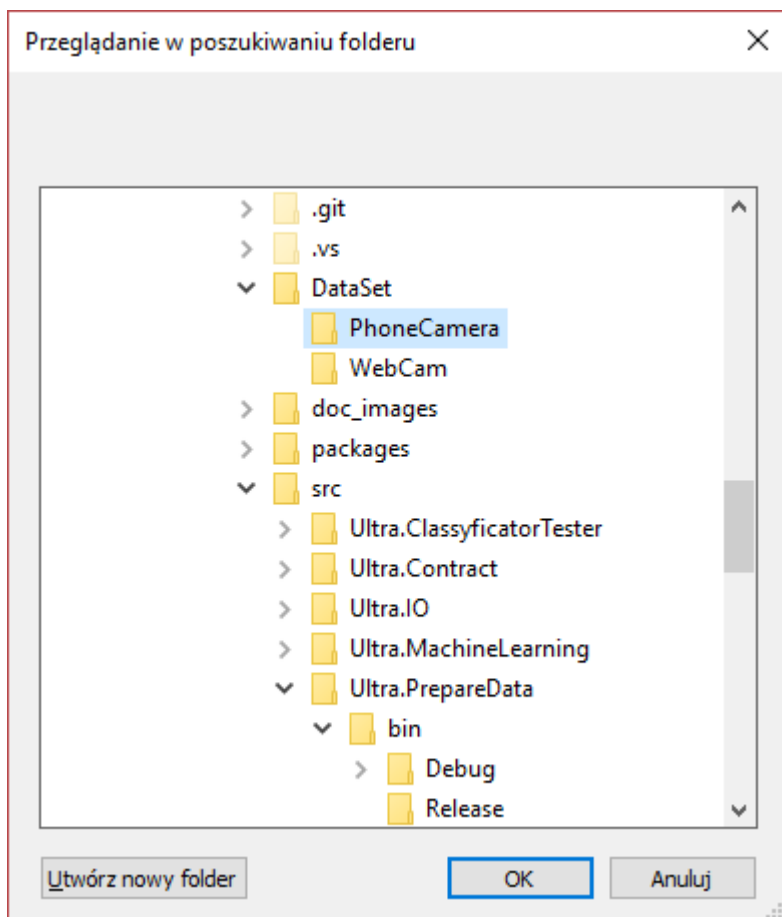 Przeglądanie w poszukiwaniu folderu
.git
.vs
DataSet
PhoneCamera
WebCam
doc_images
packages
src
Ultra.ClassyficatorTester
Ultra.Contract
Ultra.IO
Ultra.MachineLearning
Ultra.PrepareData
bin
Debug
Release
Utwórz nowy folder
OK
Anuluj